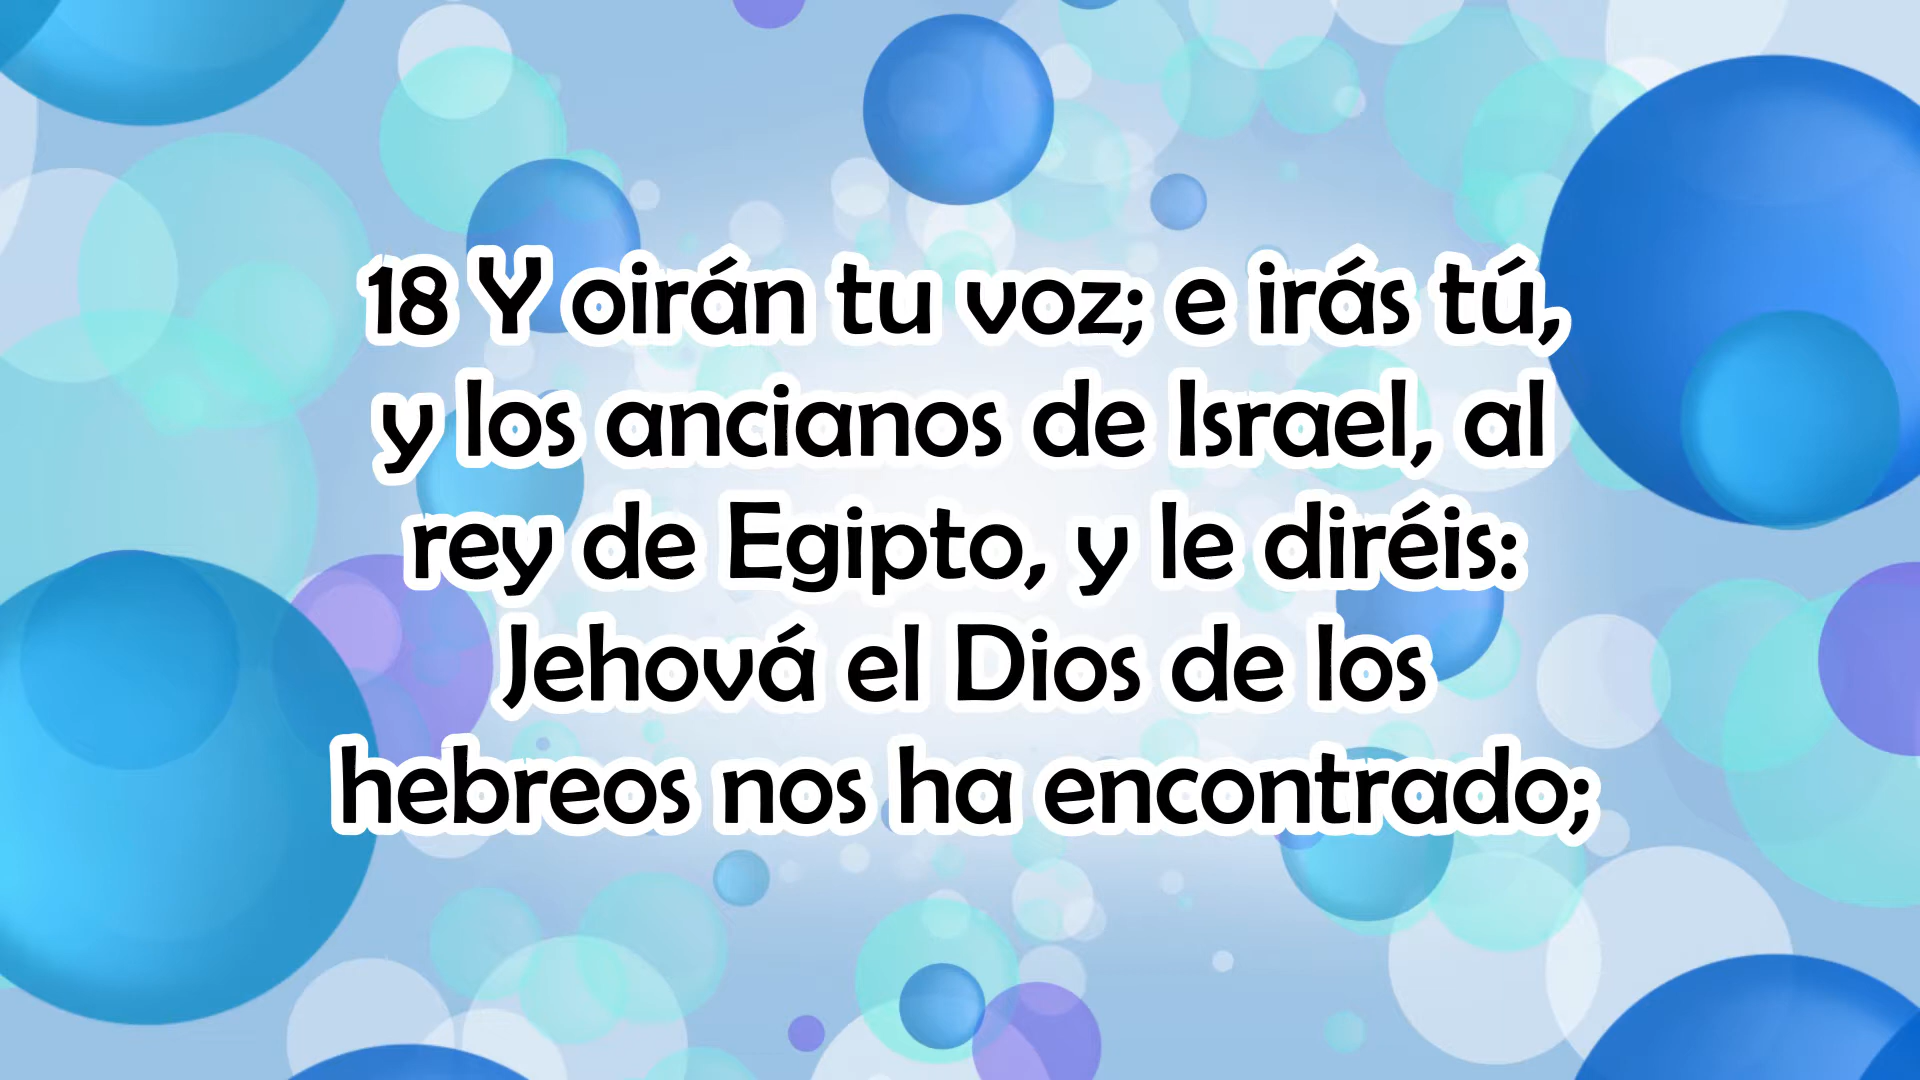 18 Y oirán tu voz; e irás tú,
y los ancianos de Israel, al
rey de Egipto, y le diréis:
Jehová el Dios de los
hebreos nos ha encontrado;